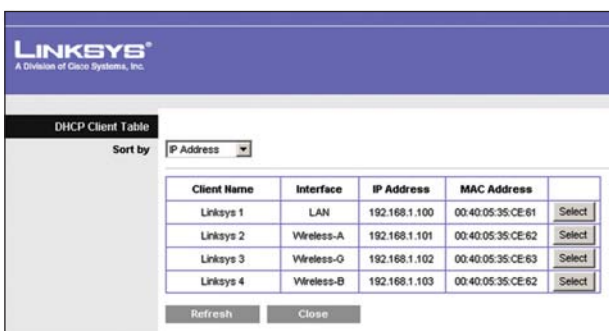 LINKSYS®
A Division of Cisco Systems, Inc.
DHCP Client Table
Sort by IP Address
Client Name Interface IP Address MAC Address
Linksys 1 LAN 192.168.1.100 00:40:05:35:CE:61 Select
Linksys 2 Wireless-A 192.168.1.101 00:40:05:35:CE:62 Select
Linksys 3 Wireless-G 192.168.1.102 00:40:05:35:CE:63 Select
Linksys 4 Wireless-B 192.168.1.103 00:40:05:35:CE:62 Select
Refresh Close